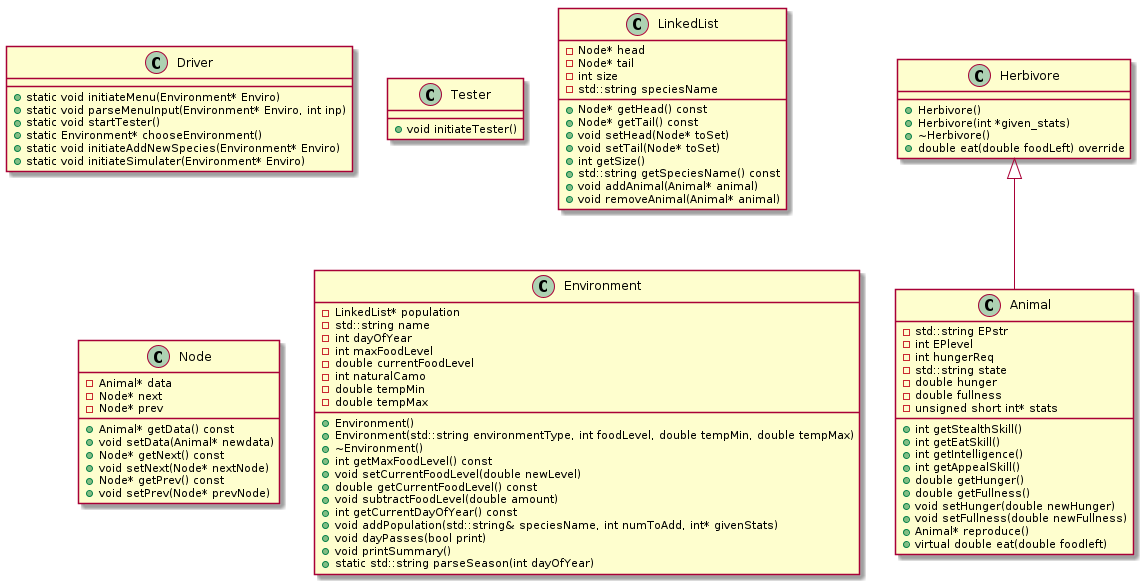 C Driver
static void initiateMenu(Environment* Enviro)
static void parseMenuInput(Environment* Enviro, int inp)
static void startTester()
static Environment* chooseEnvironment()
static void initiateAddNewSpecies(Environment* Enviro)
static void initiateSimulater(Environment* Enviro)
C Tester
void initiateTester()
C LinkedList
Node* head
Node* tail
int size
std::string speciesName
Node* getHead() const
Node* getTail() const
void setHead(Node* toSet)
void setTail(Node* toSet)
int getSize()
std::string getSpeciesName() const
void addAnimal(Animal* animal)
void removeAnimal(Animal* animal)
C Herbivore
Herbivore()
Herbivore(int *given_stats)
~Herbivore()
double eat(double foodLeft) override
C Node
Animal* data
Node* next
Node* prev
Animal* getData() const
void setData(Animal* newdata)
Node* getNext() const
void setNext(Node* nextNode)
Node* getPrev() const
void setPrev(Node* prevNode)
C Environment
LinkedList* population
std::string name
int dayOfYear
int maxFoodLevel
double currentFoodLevel
int naturalCamo
double tempMin
double tempMax
Environment()
Environment(std::string environmentType, int foodLevel, double tempMin, double tempMax)
~Environment()
int getMaxFoodLevel() const
void setCurrentFoodLevel(double newLevel)
double getCurrentFoodLevel() const
void subtractFoodLevel(double amount)
int getCurrentDayOfYear() const
void addPopulation(std::string& speciesName, int numToAdd, int* givenStats)
void dayPasses(bool print)
void printSummary()
static std::string parseSeason(int dayOfYear)
C Animal
std::string EPstr
int EPlevel
int hungerReq
std::string state
double hunger
double fullness
unsigned short int* stats
int getStealthSkill()
int getEatSkill()
int getIntelligence()
int getAppealSkill()
double getHunger()
double getFullness()
void setHunger(double newHunger)
void setFullness(double newFullness)
Animal* reproduce()
virtual double eat(double foodleft)